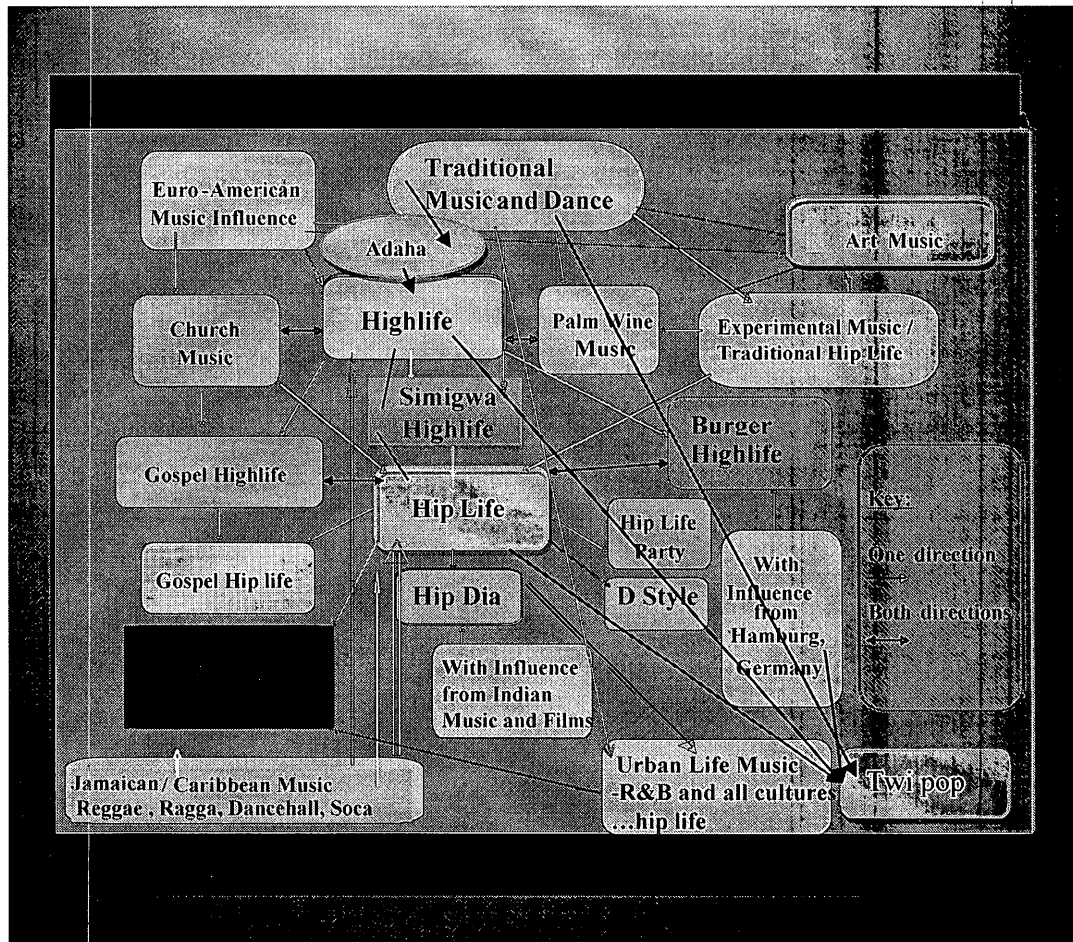 Traditional
Music and Dance
Euro-American
Music Influence
Adaha
Art Music
Highlife
Palm Wine
Music
Experimental Music /
Traditional Hip Life
Church
Music
Simigwa
Highlife
Burger
Highlife
Gospel Highlife
Key:
Hip Life
Hip Life
Party
One direction
With
Influence
from
Hamburg,
Germany
Gospel Hip life
Hip Dia
D Style
Both directions
With Influence
from Indian
Music and Films
Jamaican / Caribbean Music
Reggae , Ragga, Dancehall, Soca
Urban Life Music
-R&B and all cultures
...hip life
Twi pop